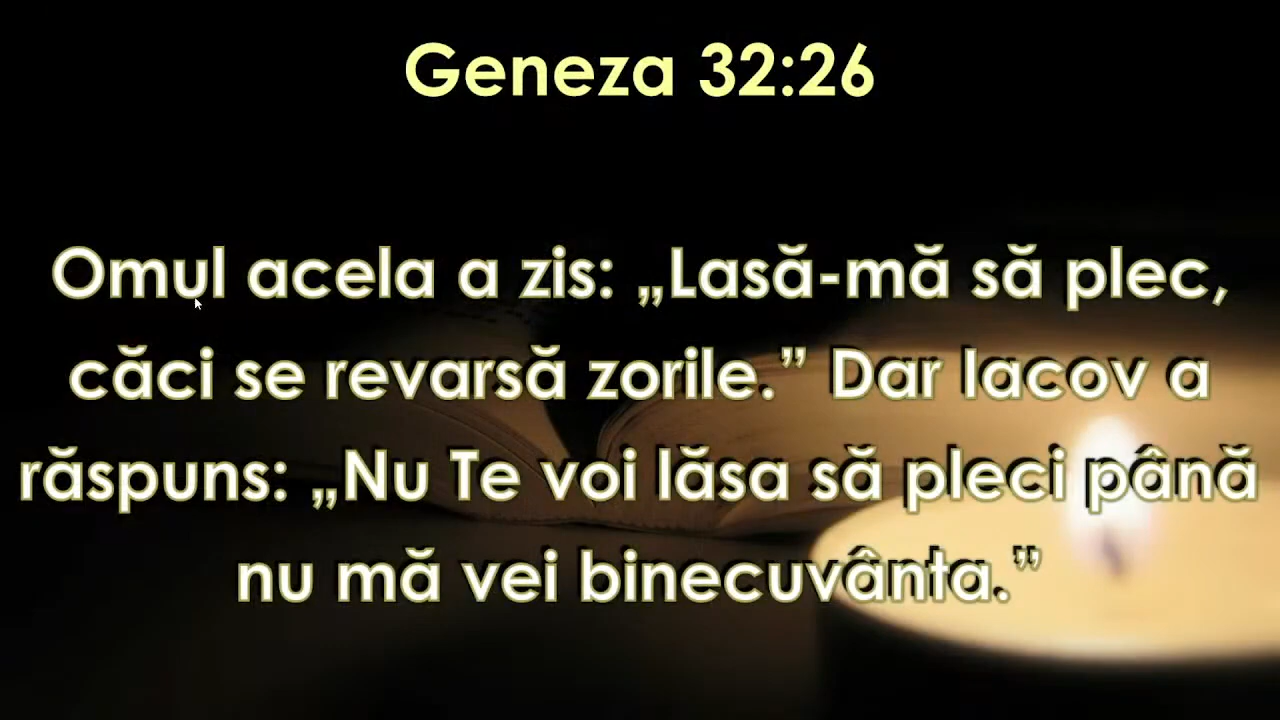 Geneza 32:26
Omul acela a zis: „Lasă-mă să plec,
căci se revarsă zorile.” Dar Iacov a
răspuns: „Nu Te voi lăsa să pleci până
nu mă vei binecuvânta.”